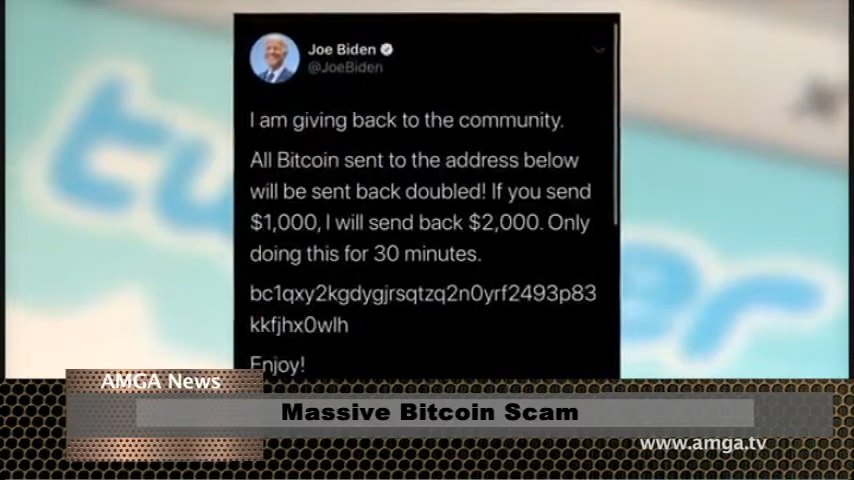 Joe Biden
@JoeBiden
I am giving back to the community.
All Bitcoin sent to the address below
will be sent back doubled! If you send
$1,000, I will send back $2,000. Only
doing this for 30 minutes.
bc1qxy2kgdygjrsqtzq2n0yrf2493p83
kkfjhx0wlh
Enjoy!
AMGA News
Massive Bitcoin Scam
www.amga.tv